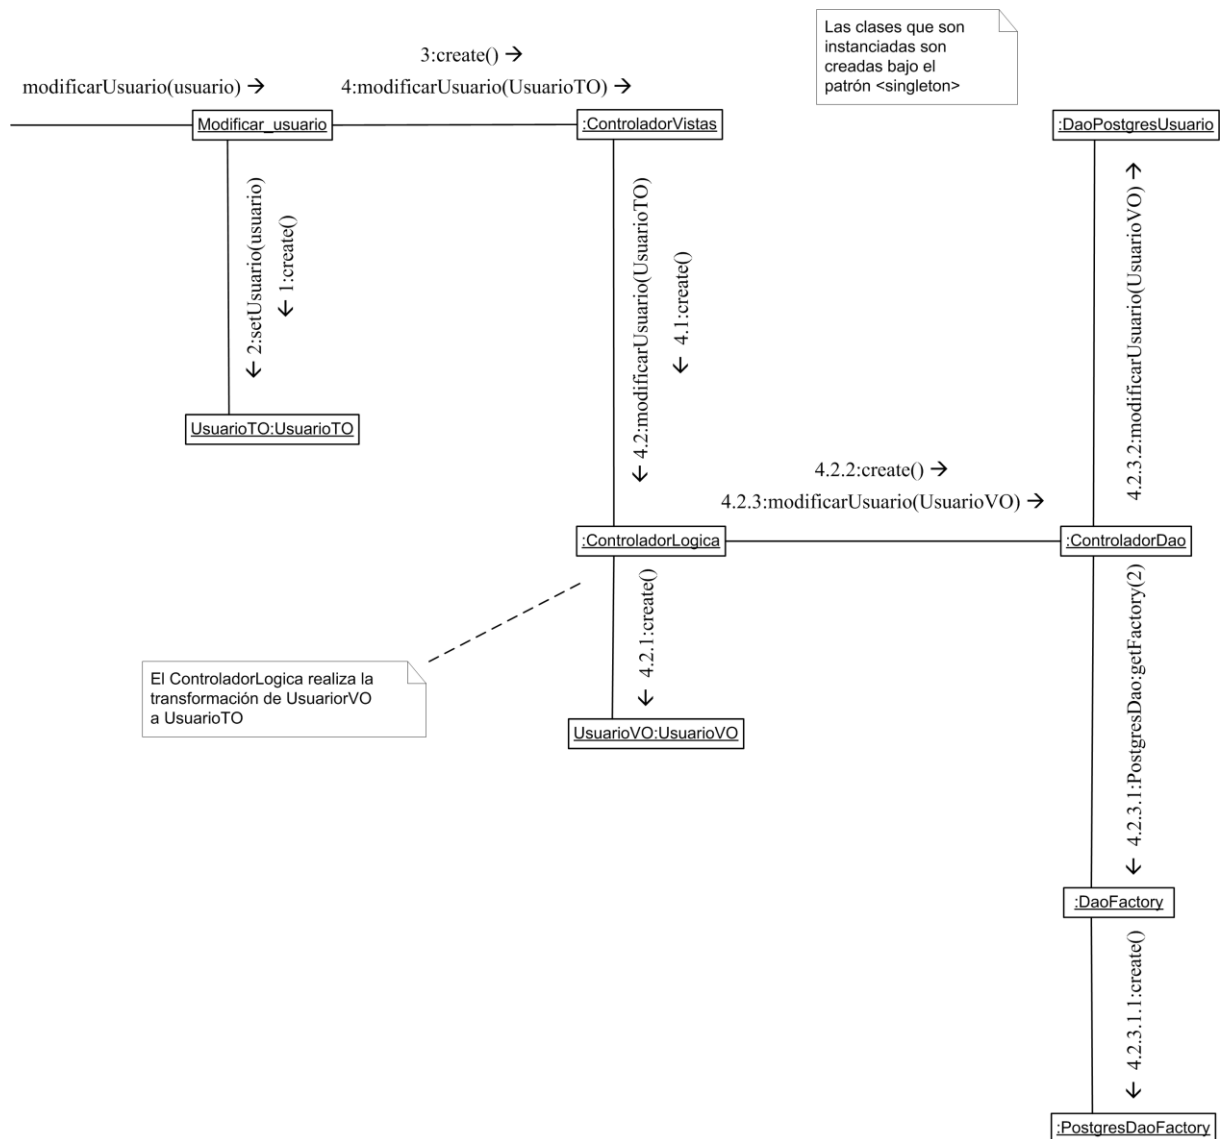 Las clases que son
instanciadas son
creadas bajo el
patrón <singleton>
3:create() →
modificarUsuario(usuario) →
4:modificarUsuario(UsuarioTO) →
Modificar_usuario
:ControladorVistas
:DaoPostgresUsuario
← 2:setUsuario(usuario)
← 1:create()
← 4.2:modificarUsuario(UsuarioTO)
← 4.1:create()
4.2.3.2:modificarUsuario(UsuarioVO) →
UsuarioTO:UsuarioTO
4.2.2:create() →
4.2.3:modificarUsuario(UsuarioVO) →
:ControladorLogica
:ControladorDao
← 4.2.1:create()
← 4.2.3.1:PostgresDao:getFactory(2)
El ControladorLogica realiza la
transformación de UsuariorVO
a UsuarioTO
UsuarioVO:UsuarioVO
:DaoFactory
← 4.2.3.1.1:create()
:PostgresDaoFactory